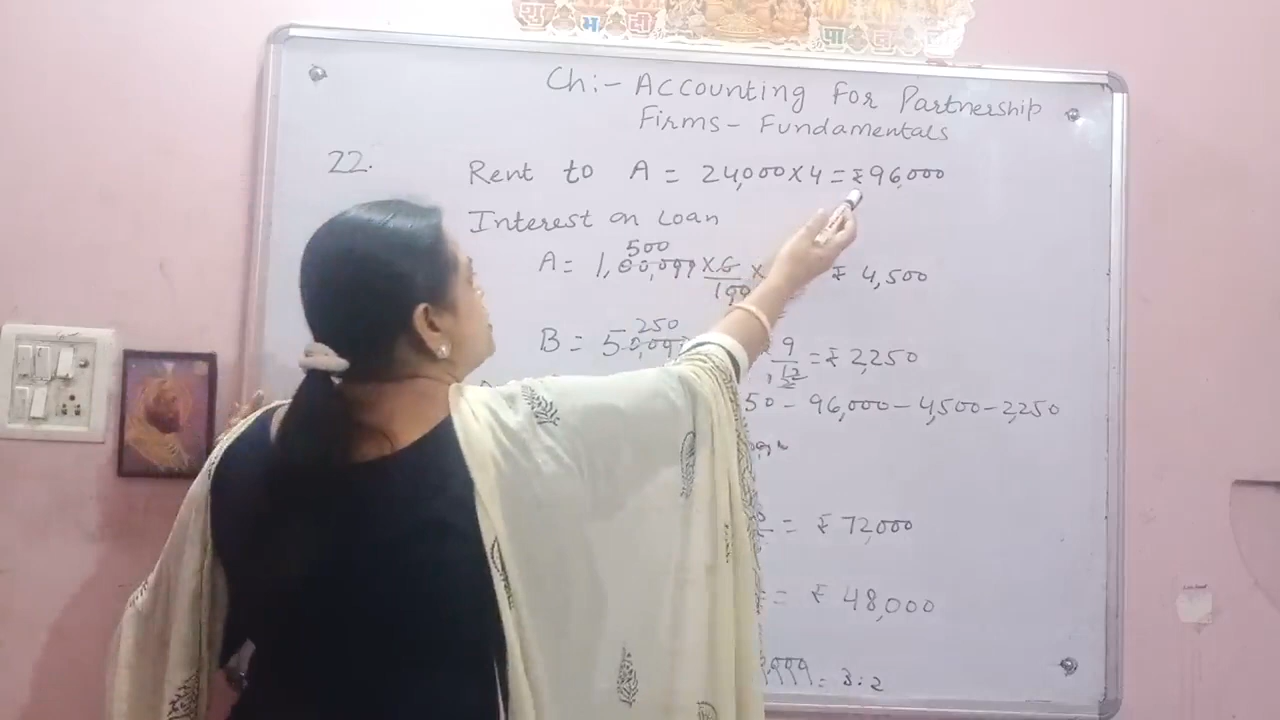 शु भ दी पा व ली
Ch:- Accounting For Partnership
Firms - Fundamentals
22.
Rent to A = 24,000 x 4 = ₹ 96,000
Interest on Loan
500
A = 1,00,000 x 6 x ₹ 4,500
100
250
B = 50,00 9 = ₹ 2,250
12
50 - 96,000 - 4,500 - 2,250
= ₹ 72,000
= ₹ 48,000
= 3:2